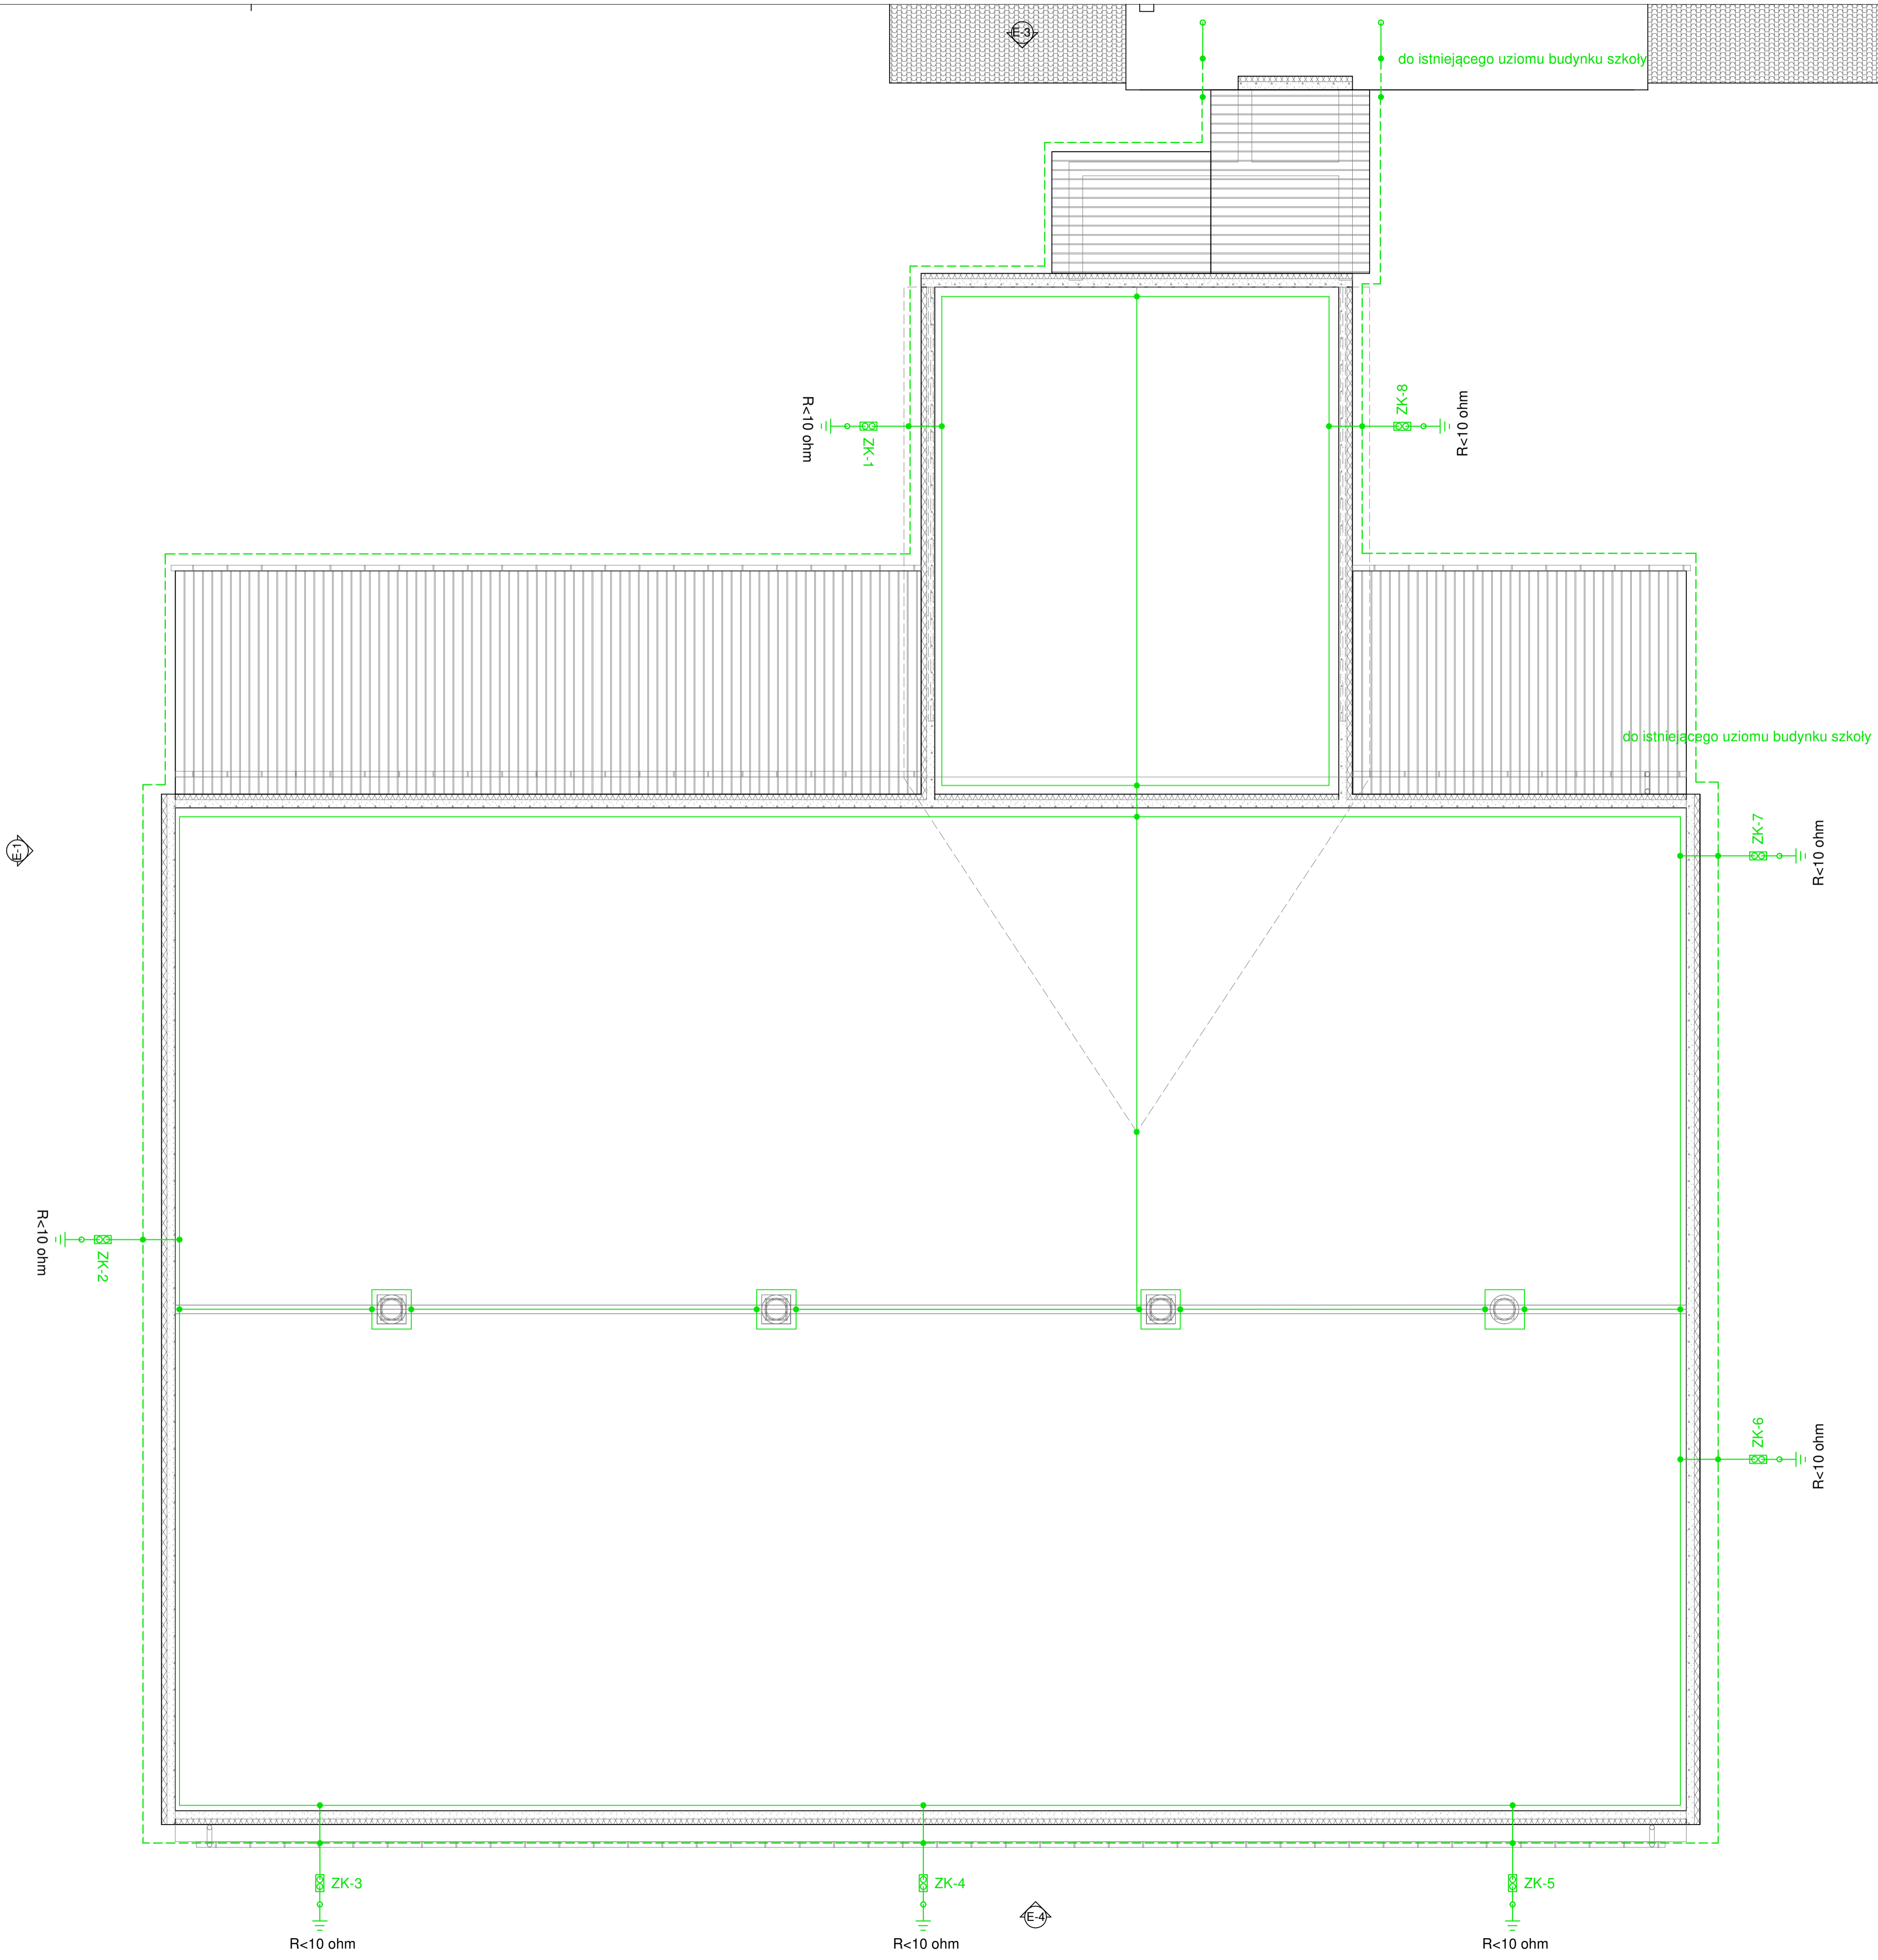 E-3
do istniejącego uziomu budynku szkoły
R<10 ohm
ZK-1
ZK-8
R<10 ohm
do istniejącego uziomu budynku szkoły
ZK-7
R<10 ohm
E-1
R<10 ohm
ZK-2
ZK-6
R<10 ohm
ZK-3
ZK-4
ZK-5
E-4
R<10 ohm
R<10 ohm
R<10 ohm